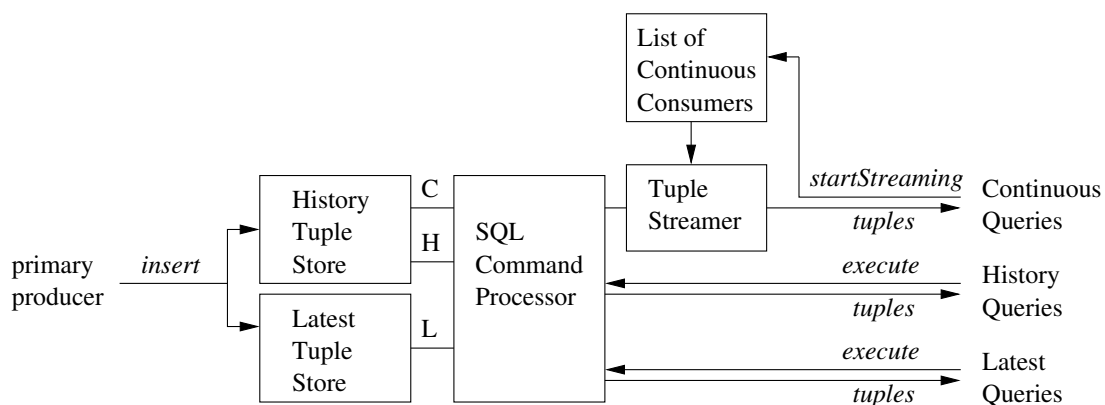 List of
Continuous
Consumers
startStreaming
Tuple
Streamer
tuples
Continuous
Queries
C
H
L
History
Tuple
Store
SQL
Command
Processor
primary
producer
insert
Latest
Tuple
Store
execute
tuples
History
Queries
execute
tuples
Latest
Queries